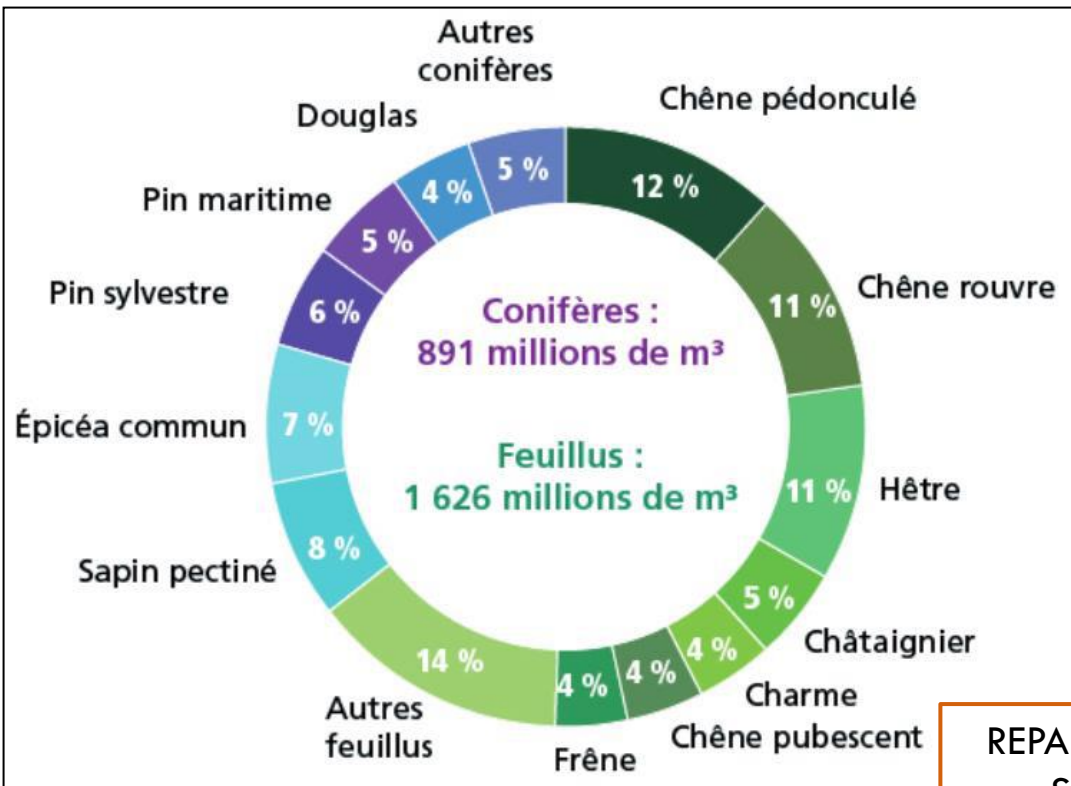 Autres
conifères
Douglas
Chêne pédonculé
5 %
4 %
12 %
Pin maritime
5 %
Pin sylvestre
6 %
Chêne rouvre
11 %
Conifères :
891 millions de m³
Épicéa commun
7 %
Feuillus :
1 626 millions de m³
11 %
Hêtre
Sapin pectiné
8 %
5 %
Châtaignier
14 %
4 %
4 %
4 %
Autres
feuillus
Charme
Chêne pubescent
Frêne
REPA